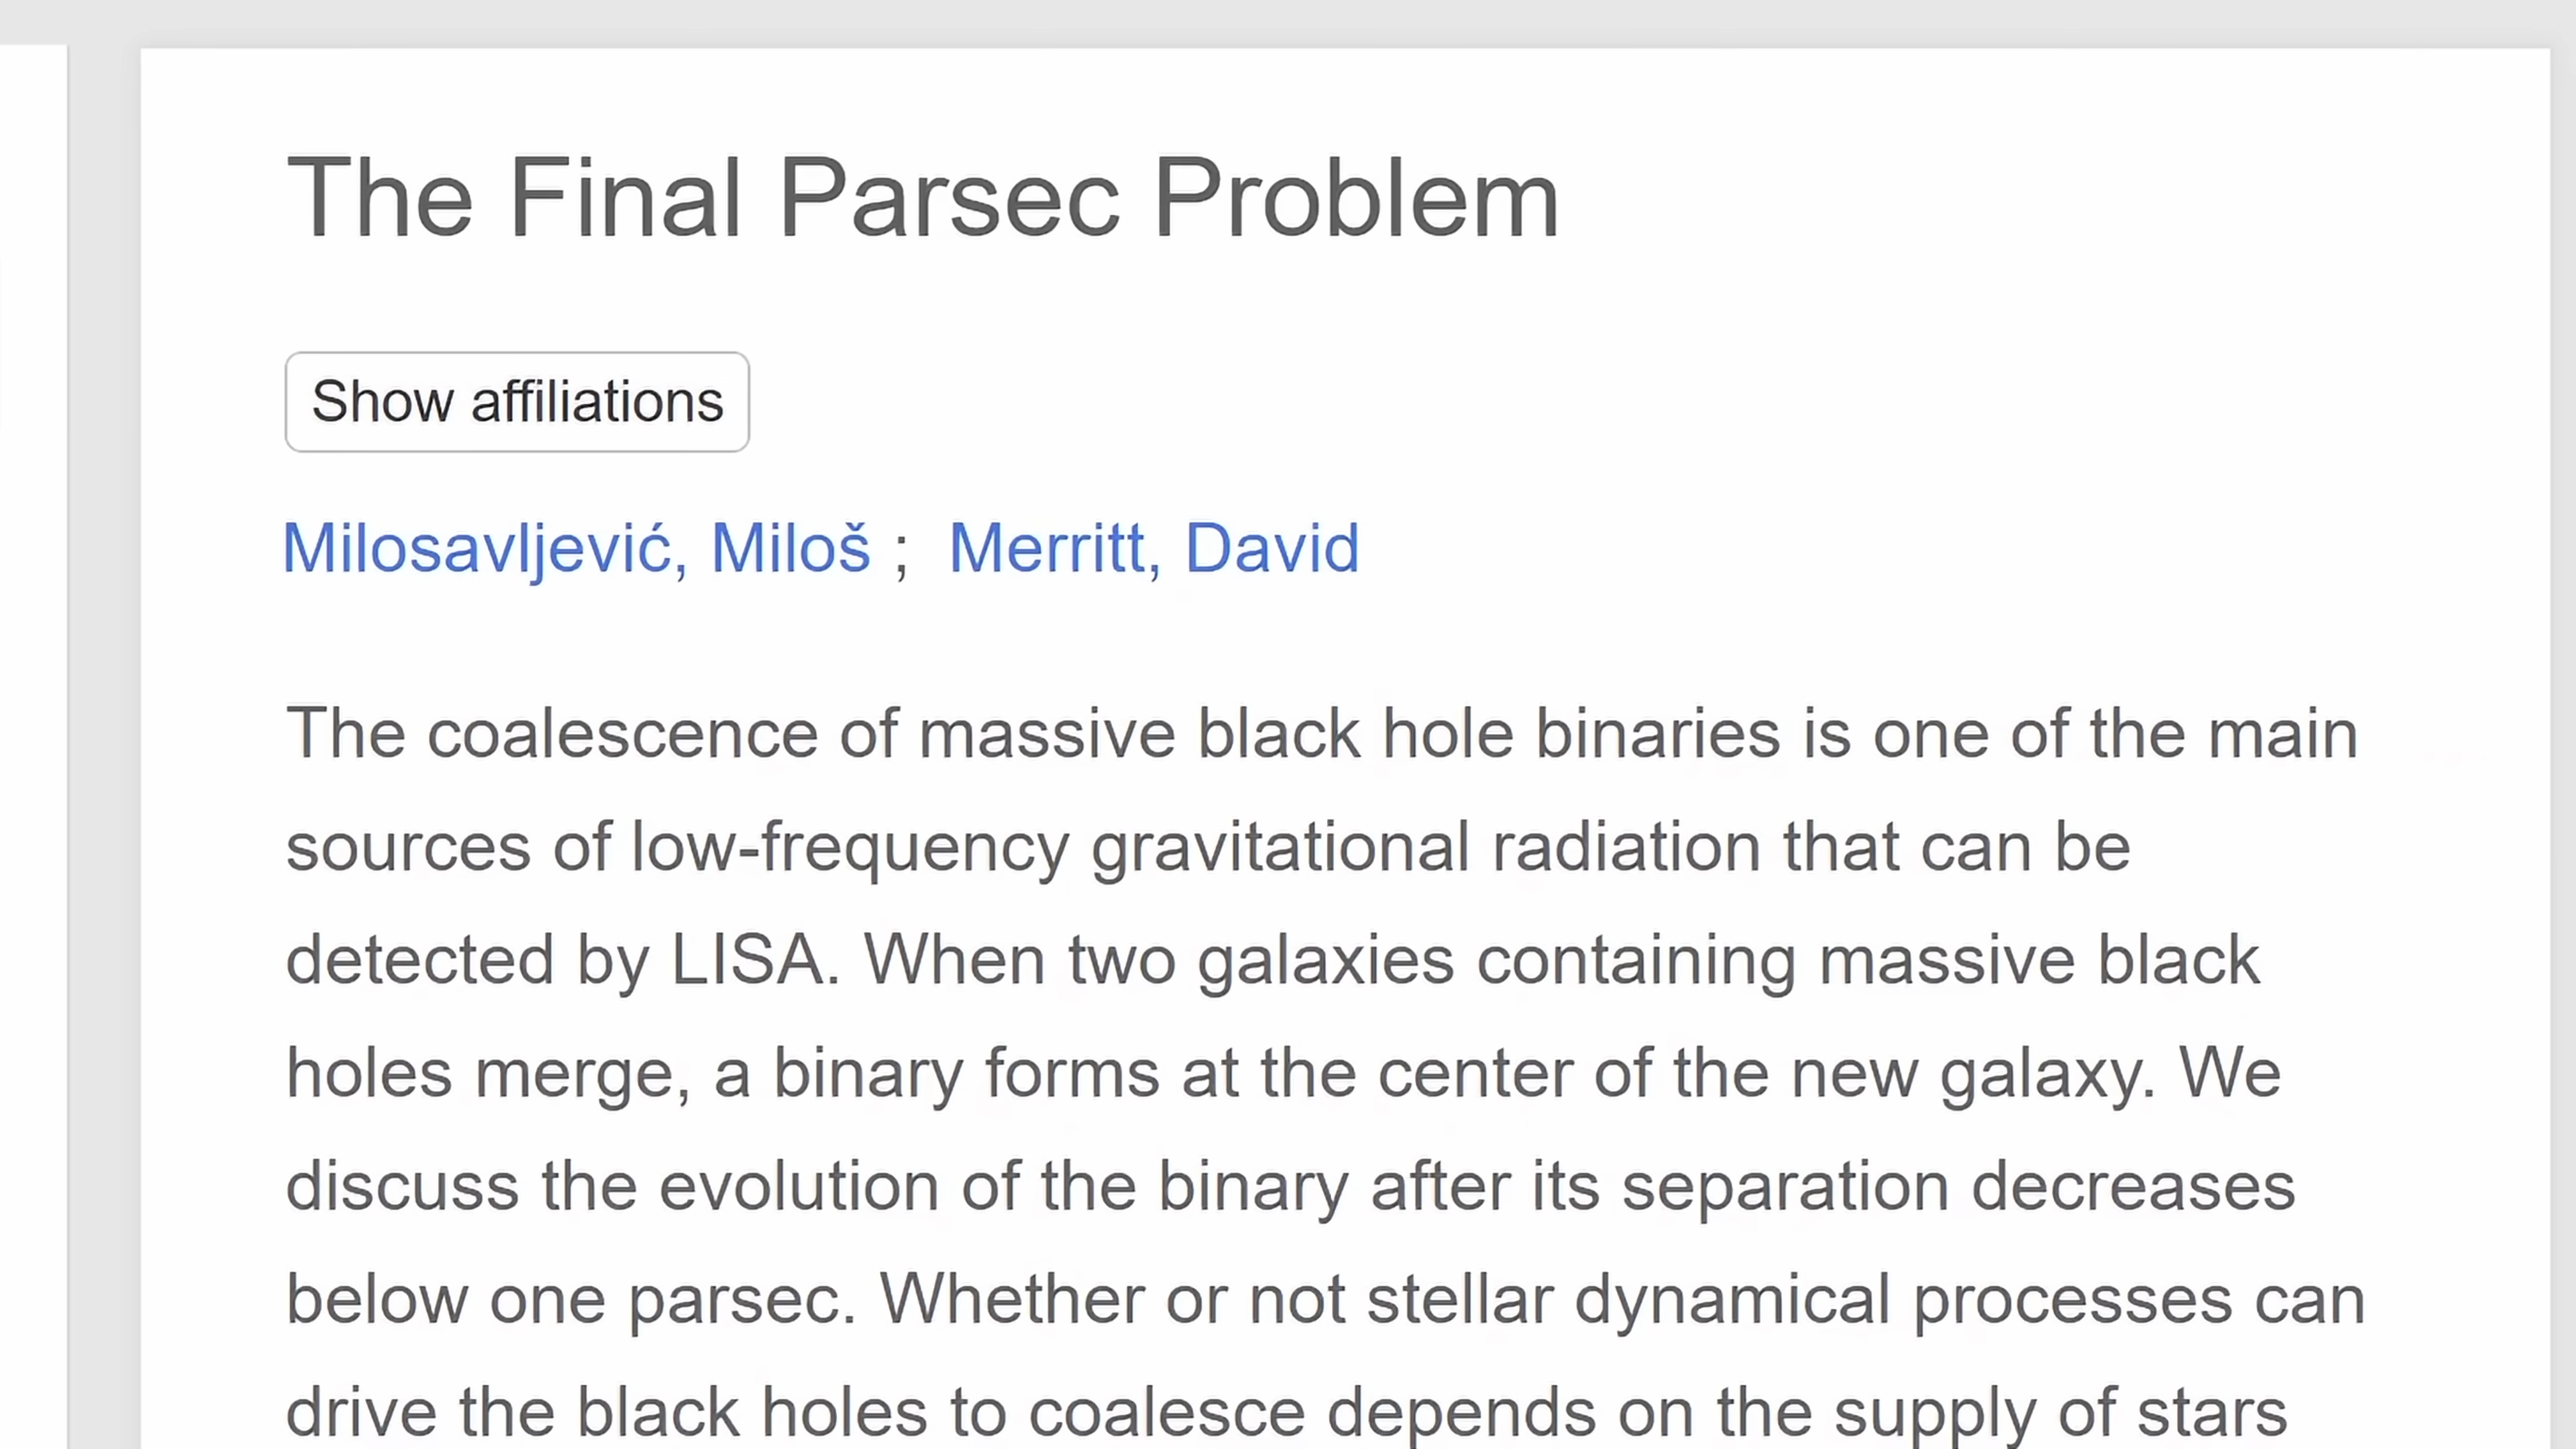 The Final Parsec Problem
Show affiliations
Milosavljević, Miloš ; Merritt, David
The coalescence of massive black hole binaries is one of the main
sources of low-frequency gravitational radiation that can be
detected by LISA. When two galaxies containing massive black
holes merge, a binary forms at the center of the new galaxy. We
discuss the evolution of the binary after its separation decreases
below one parsec. Whether or not stellar dynamical processes can
drive the black holes to coalesce depends on the supply of stars